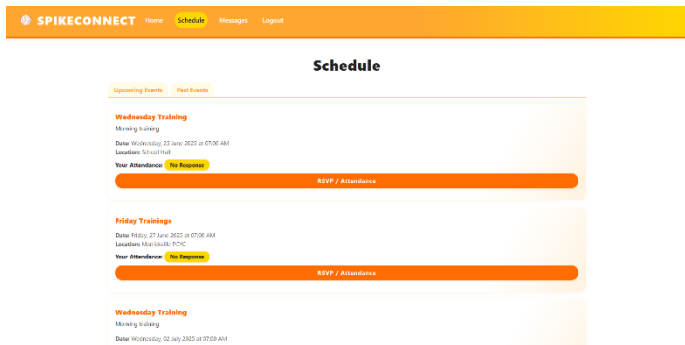 SPIKECONNECT Home Schedule Messages Logout
Schedule
Upcoming Events Past Events
Wednesday Training
Morning training
Date: Wednesday, 25 June 2025 at 07:00 AM
Location: School Hall
Your Attendance: No Response
RSVP / Attendance
Friday Trainings
Date: Friday, 27 June 2025 at 07:00 AM
Location: Marrickville PCYC
Your Attendance: No Response
RSVP / Attendance
Wednesday Training
Morning training
Date: Wednesday, 02 July 2025 at 07:00 AM